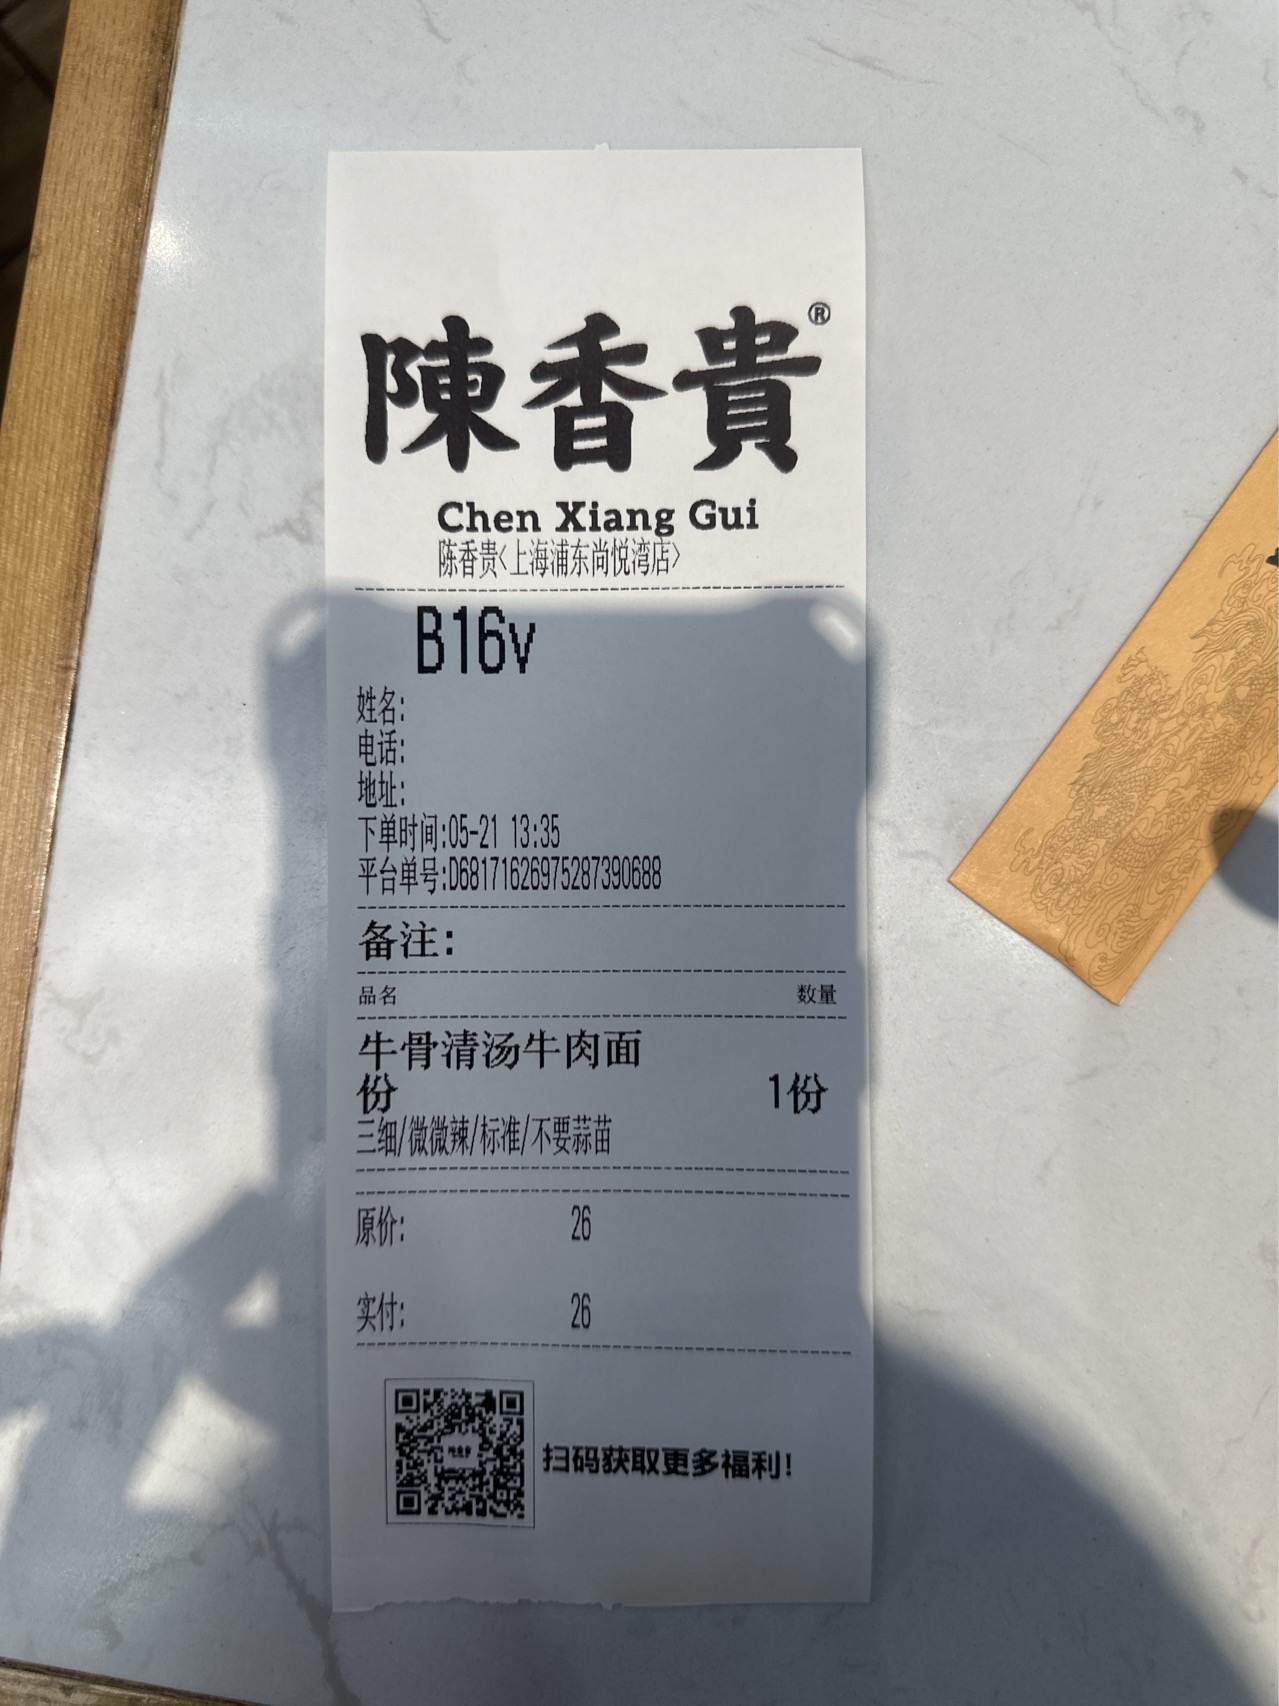 陳香貴®
Chen Xiang Gui
陈香贵<上海浦东尚悦湾店>
B16v
姓名:
电话:
地址:
下单时间:05-21 13:35
平台单号:D68171626975287390688
备注:
品名 数量
牛骨清汤牛肉面
份 1份
三细/微微辣/标准/不要蒜苗
原价: 26
实付: 26
扫码获取更多福利!